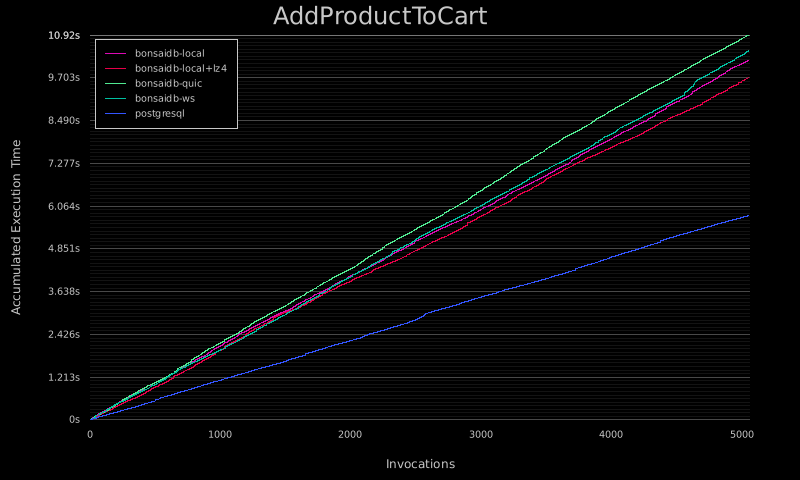 AddProductToCart
10.92s
9.703s
8.490s
7.277s
6.064s
4.851s
3.638s
2.426s
1.213s
0s
bonsaidb-local
bonsaidb-local+lz4
bonsaidb-quic
bonsaidb-ws
postgresql
Accumulated Execution Time
0 1000 2000 3000 4000 5000
Invocations